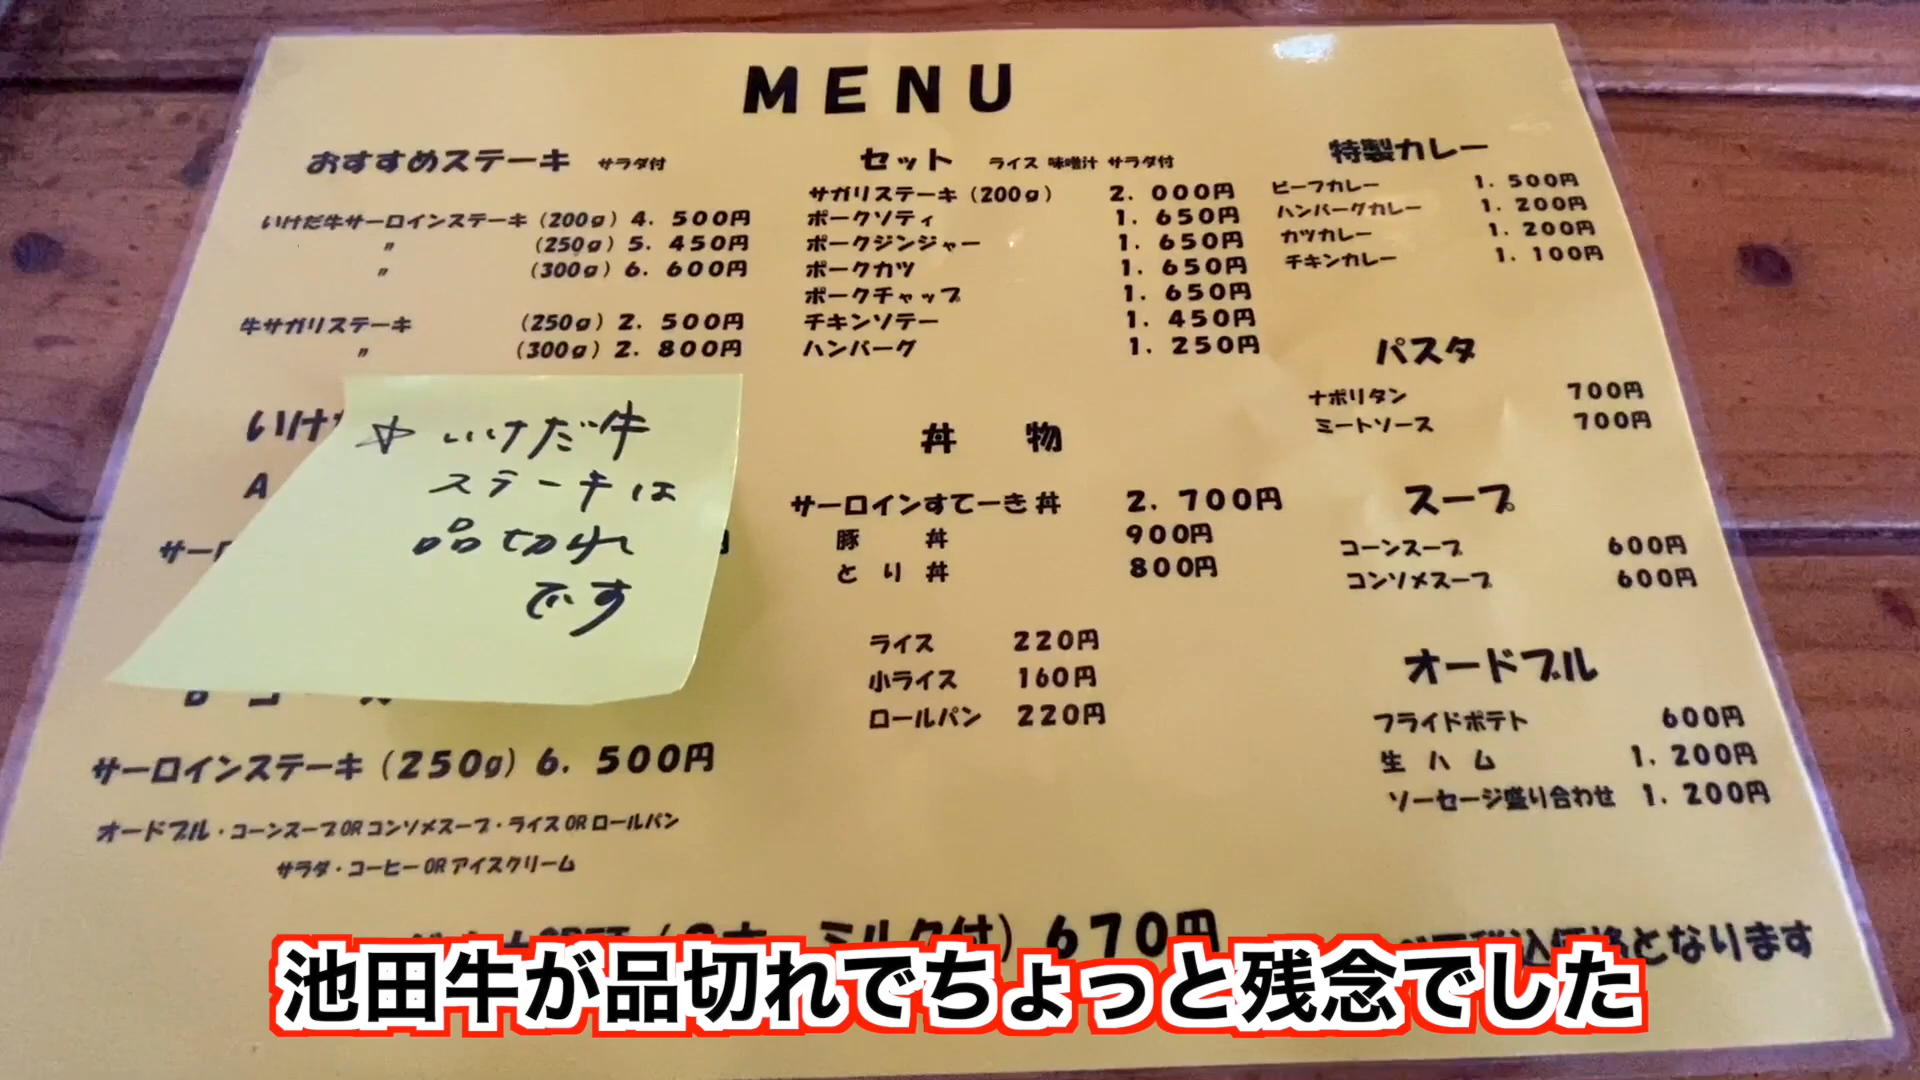 MENU
おすすめステーキ サラダ付
いけだ牛サーロインステーキ (200g) 4. 500円
〃 (250g) 5. 450円
〃 (300g) 6. 600円
牛サガリステーキ (250g) 2. 500円
〃 (300g) 2. 800円
いけ
A
サー
☆ いけだ牛
ステーキは
品切れ
です
サーロインステーキ (250g) 6. 500円
オードブル・コーンスープORコンソメスープ・ライスORロールパン
サラダ・コーヒーORアイスクリーム
セット ライス 味噌汁 サラダ付
サガリステーキ (200g) 2. 000円
ポークソティ 1. 650円
ポークジンジャー 1. 650円
ポークカツ 1. 650円
ポークチャップ 1. 650円
チキンソテー 1. 450円
ハンバーグ 1. 250円
丼 物
サーロインすてーき丼 2. 700円
豚 丼 900円
とり丼 800円
ライス 220円
小ライス 160円
ロールパン 220円
特製カレー
ビーフカレー 1. 500円
ハンバーグカレー 1. 200円
カツカレー 1. 200円
チキンカレー 1. 100円
パスタ
ナポリタン 700円
ミートソース 700円
スープ
コーンスープ 600円
コンソメスープ 600円
オードブル
フライドポテト 600円
生ハム 1. 200円
ソーセージ盛り合わせ 1. 200円
ミルク付) 670円
税込価格となります
池田牛が品切れでちょっと残念でした